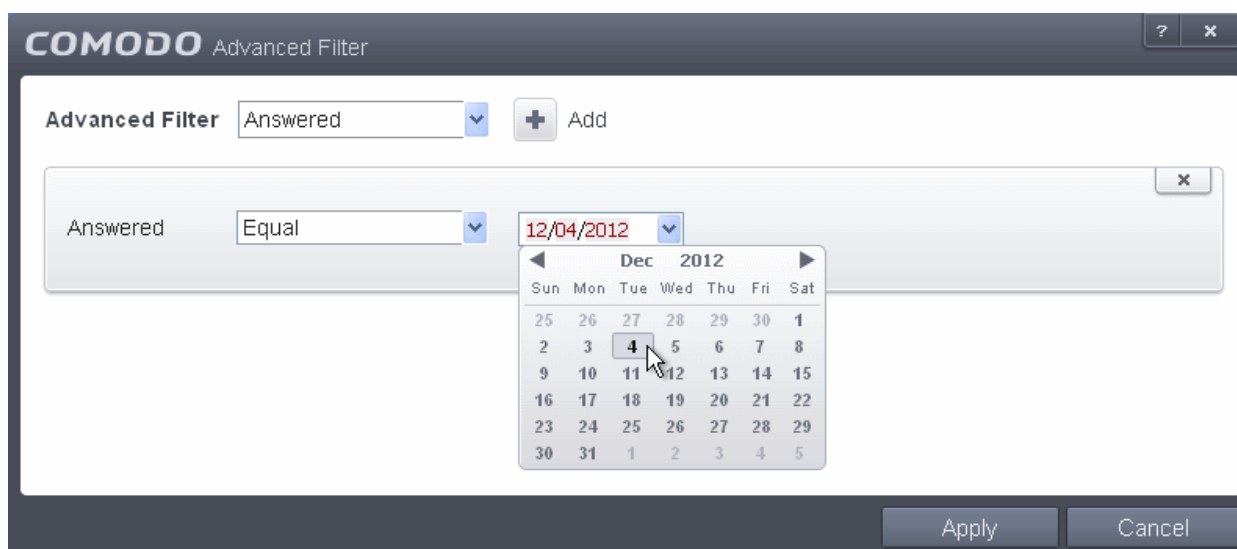 COMODO Advanced Filter ? x
Advanced Filter Answered + Add
x
Answered Equal 12/04/2012
Dec 2012
Sun Mon Tue Wed Thu Fri Sat
25 26 27 28 29 30 1
2 3 4 5 6 7 8
9 10 11 12 13 14 15
16 17 18 19 20 21 22
23 24 25 26 27 28 29
30 31 1 2 3 4 5
Apply Cancel